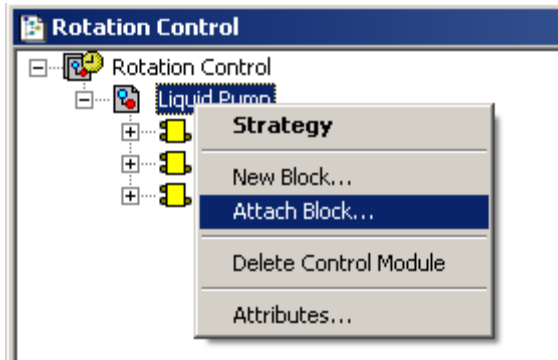 Rotation Control
Rotation Control
Liquid Pump
Strategy
New Block...
Attach Block...
Delete Control Module
Attributes...